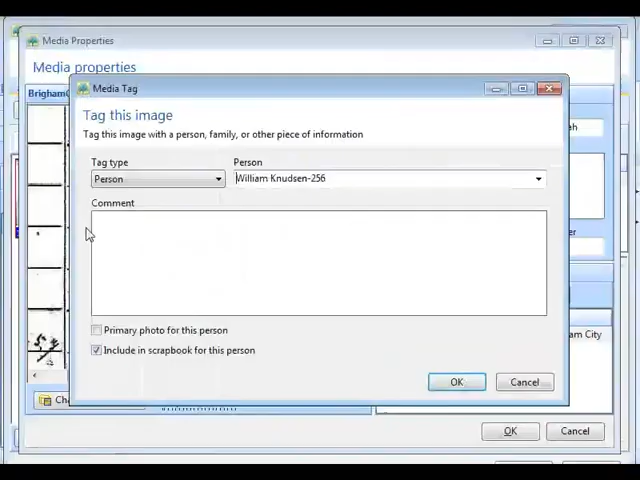 Media Properties
Media properties
Media Tag
Tag this image
Tag this image with a person, family, or other piece of information
Tag type
Person
Person
William Knudsen-256
Comment
Primary photo for this person
Include in scrapbook for this person
OK
Cancel
am City
OK
Cancel